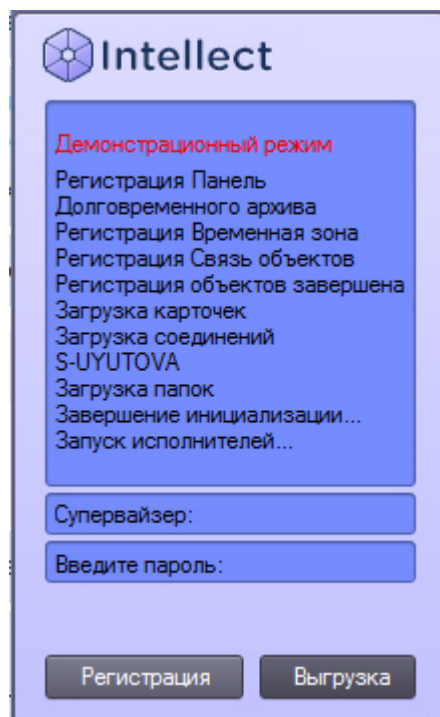 Intellect
Демонстрационный режим
Регистрация Панель
Долговременного архива
Регистрация Временная зона
Регистрация Связь объектов
Регистрация объектов завершена
Загрузка карточек
Загрузка соединений
S-UYUTOVA
Загрузка папок
Завершение инициализации...
Запуск исполнителей...
Супервайзер:
Введите пароль:
Регистрация
Выгрузка